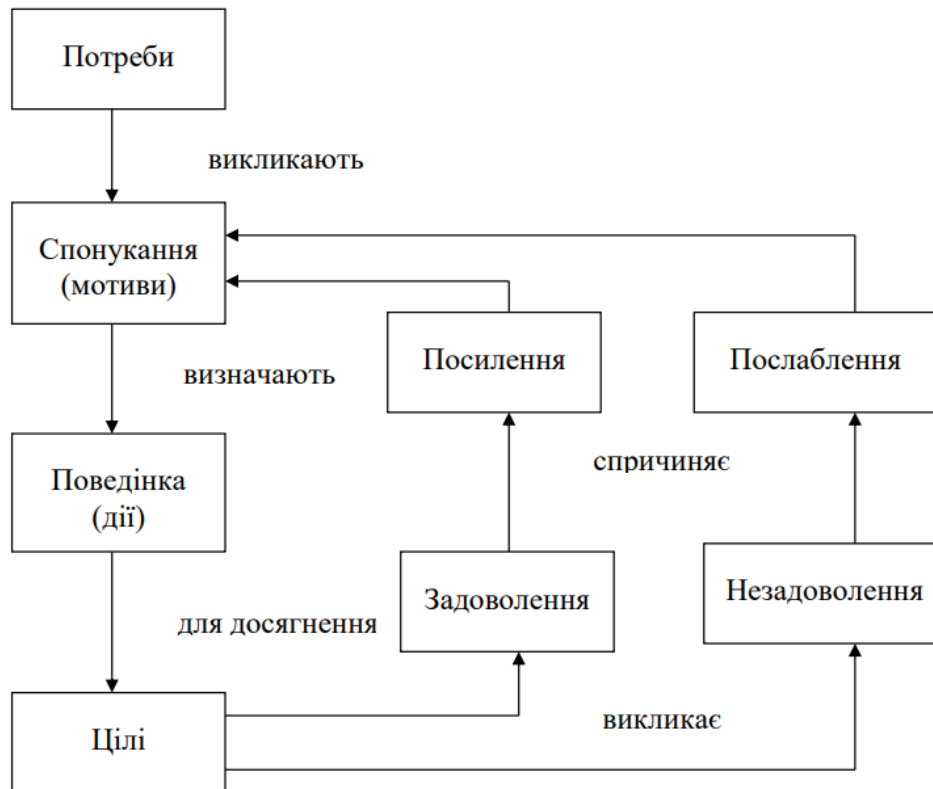 Потреби
викликають
Спонукання
(мотиви)
Посилення
Послаблення
визначають
спричиняє
Поведінка
(дії)
Задоволення
Незадоволення
для досягнення
викликає
Цілі